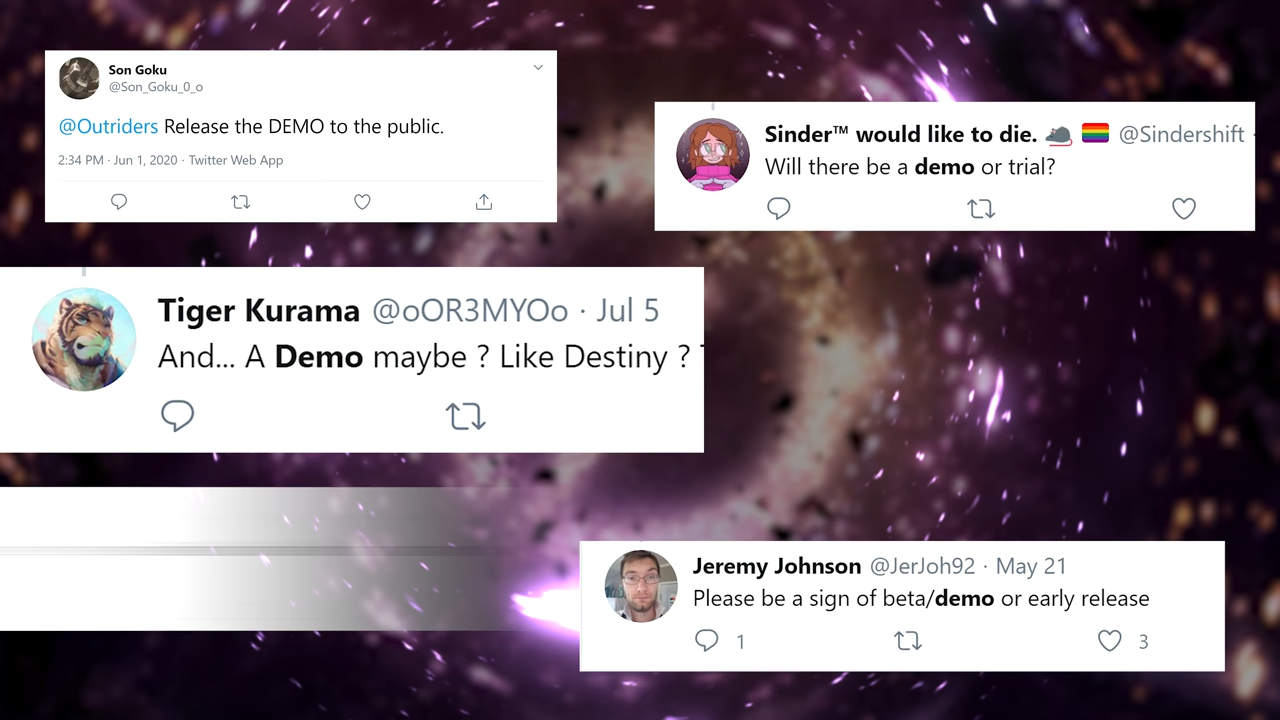 Son Goku
@Son_Goku_0_o
@Outriders Release the DEMO to the public.
2:34 PM · Jun 1, 2020 · Twitter Web App
Sinder™ would like to die. 🐀 🏳️‍🌈 @Sindershift ·
Will there be a demo or trial?
Tiger Kurama @oOR3MYOo · Jul 5
And... A Demo maybe ? Like Destiny ?
Jeremy Johnson @JerJoh92 · May 21
Please be a sign of beta/demo or early release
1 3